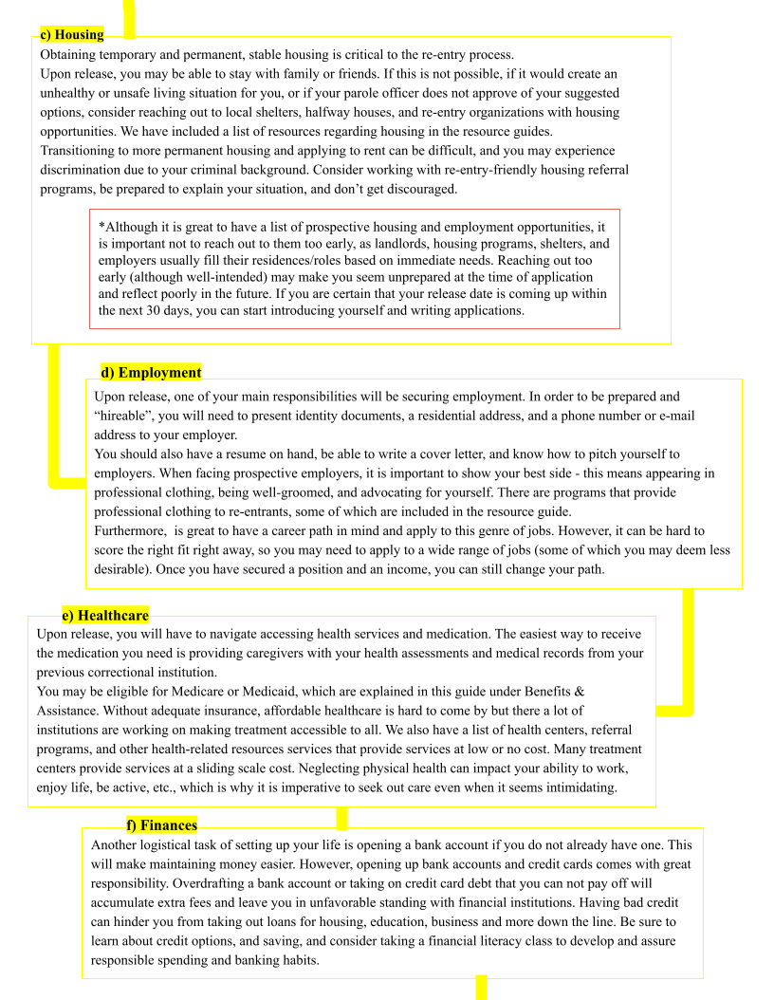 c) Housing
Obtaining temporary and permanent, stable housing is critical to the re-entry process.
Upon release, you may be able to stay with family or friends. If this is not possible, if it would create an
unhealthy or unsafe living situation for you, or if your parole officer does not approve of your suggested
options, consider reaching out to local shelters, halfway houses, and re-entry organizations with housing
opportunities. We have included a list of resources regarding housing in the resource guides.
Transitioning to more permanent housing and applying to rent can be difficult, and you may experience
discrimination due to your criminal background. Consider working with re-entry-friendly housing referral
programs, be prepared to explain your situation, and don’t get discouraged.
*Although it is great to have a list of prospective housing and employment opportunities, it
is important not to reach out to them too early, as landlords, housing programs, shelters, and
employers usually fill their residences/roles based on immediate needs. Reaching out too
early (although well-intended) may make you seem unprepared at the time of application
and reflect poorly in the future. If you are certain that your release date is coming up within
the next 30 days, you can start introducing yourself and writing applications.
d) Employment
Upon release, one of your main responsibilities will be securing employment. In order to be prepared and
“hireable”, you will need to present identity documents, a residential address, and a phone number or e-mail
address to your employer.
You should also have a resume on hand, be able to write a cover letter, and know how to pitch yourself to
employers. When facing prospective employers, it is important to show your best side - this means appearing in
professional clothing, being well-groomed, and advocating for yourself. There are programs that provide
professional clothing to re-entrants, some of which are included in the resource guide.
Furthermore,  is great to have a career path in mind and apply to this genre of jobs. However, it can be hard to
score the right fit right away, so you may need to apply to a wide range of jobs (some of which you may deem less
desirable). Once you have secured a position and an income, you can still change your path.
e) Healthcare
Upon release, you will have to navigate accessing health services and medication. The easiest way to receive
the medication you need is providing caregivers with your health assessments and medical records from your
previous correctional institution.
You may be eligible for Medicare or Medicaid, which are explained in this guide under Benefits &
Assistance. Without adequate insurance, affordable healthcare is hard to come by but there a lot of
institutions are working on making treatment accessible to all. We also have a list of health centers, referral
programs, and other health-related resources services that provide services at low or no cost. Many treatment
centers provide services at a sliding scale cost. Neglecting physical health can impact your ability to work,
enjoy life, be active, etc., which is why it is imperative to seek out care even when it seems intimidating.
f) Finances
Another logistical task of setting up your life is opening a bank account if you do not already have one. This
will make maintaining money easier. However, opening up bank accounts and credit cards comes with great
responsibility. Overdrafting a bank account or taking on credit card debt that you can not pay off will
accumulate extra fees and leave you in unfavorable standing with financial institutions. Having bad credit
can hinder you from taking out loans for housing, education, business and more down the line. Be sure to
learn about credit options, and saving, and consider taking a financial literacy class to develop and assure
responsible spending and banking habits.